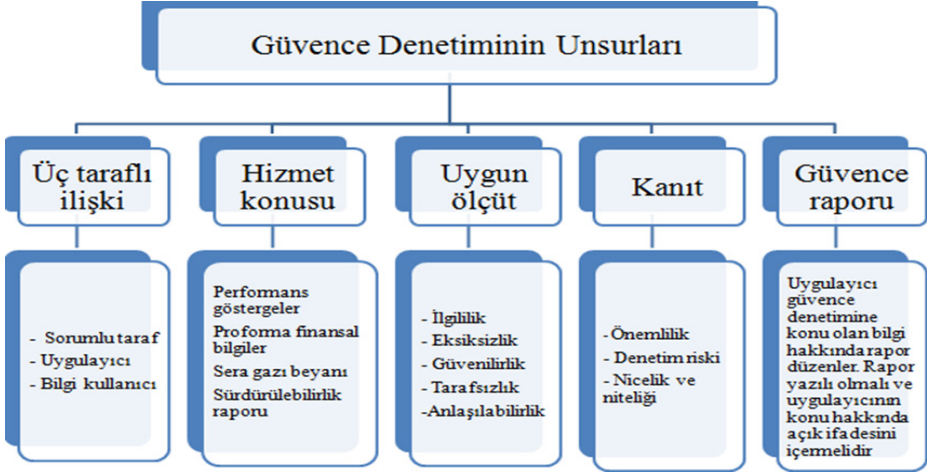 Güvence Denetiminin Unsurları
Üç taraflı
ilişki
Hizmet
konusu
Uygun
ölçüt
Kanıt
Güvence
raporu
- Sorumlu taraf
- Uygulayıcı
- Bilgi kullanıcı
Performans
göstergeler
Proforma finansal
bilgiler
Sera gazı beyanı
Sürdürülebilirlik
raporu
- İlgililik
- Eksiksizlik
- Güvenilirlik
- Tarafsızlık
-Anlaşılabilirlik
- Önemlilik
- Denetim riski
- Nicelik ve
niteliği
Uygulayıcı
güvence
denetimine
konu olan bilgi
hakkında rapor
düzenler. Rapor
yazılı olmalı ve
uygulayıcının
konu hakkında
açık ifadesini
içermelidir